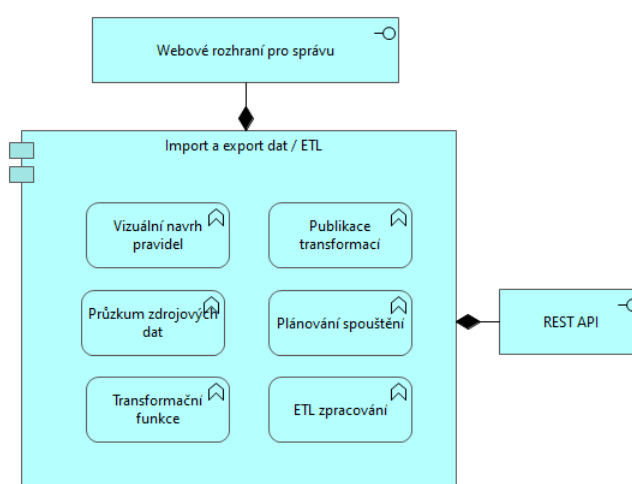 Webové rozhraní pro správu
Import a export dat / ETL
Vizuální navrh
pravidel
Publikace
transformací
Průzkum zdrojových
dat
Plánování spouštění
REST API
Transformační
funkce
ETL zpracování